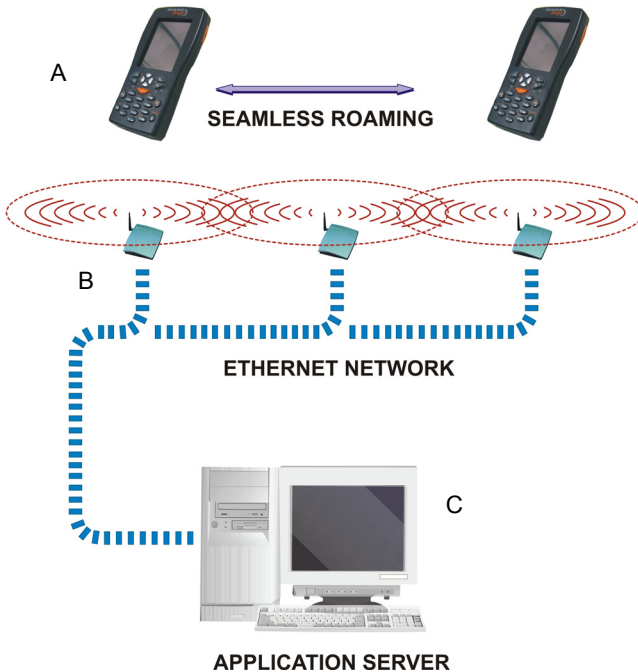 A
SEAMLESS ROAMING
B
ETHERNET NETWORK
C
APPLICATION SERVER